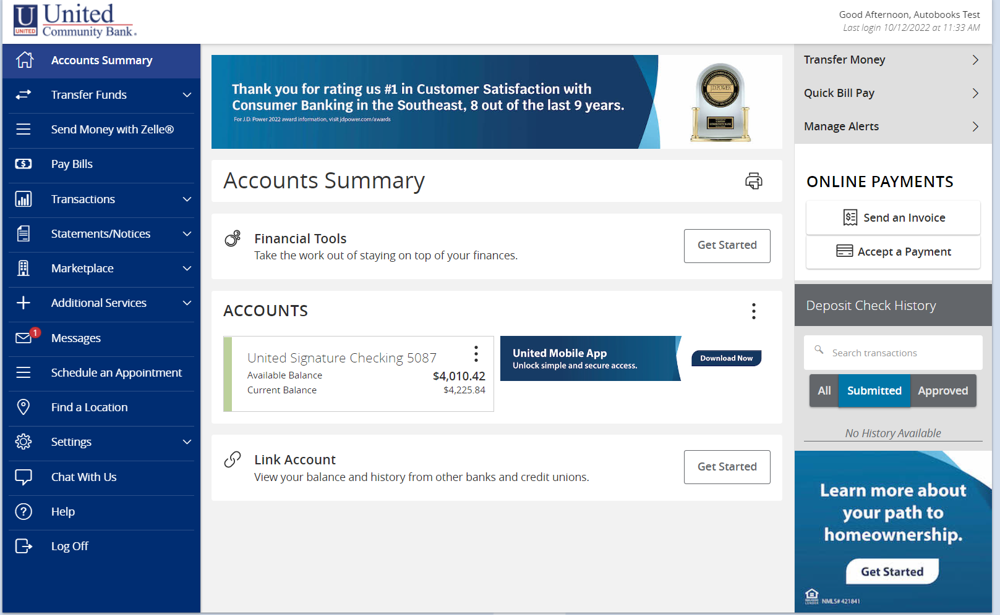 United
Community Bank
UNITED
Good Afternoon, Autobooks Test
Last login 10/12/2022 at 11:33 AM
Accounts Summary
Transfer Funds
Send Money with Zelle®
Pay Bills
Transactions
Statements/Notices
Marketplace
Additional Services
1
Messages
Schedule an Appointment
Find a Location
Settings
Chat With Us
Help
Log Off
Thank you for rating us #1 in Customer Satisfaction with
Consumer Banking in the Southeast, 8 out of the last 9 years.
For J.D. Power 2022 award information, visit jdpower.com/awards
J.D. POWER
Accounts Summary
Financial Tools
Take the work out of staying on top of your finances.
Get Started
ACCOUNTS
United Signature Checking 5087
Available Balance $4,010.42
Current Balance $4,225.84
United Mobile App
Unlock simple and secure access.
Download Now
Link Account
View your balance and history from other banks and credit unions.
Get Started
Transfer Money
Quick Bill Pay
Manage Alerts
ONLINE PAYMENTS
Send an Invoice
Accept a Payment
Deposit Check History
Search transactions
All Submitted Approved
No History Available
Learn more about
your path to
homeownership.
Get Started
NMLS# 421841